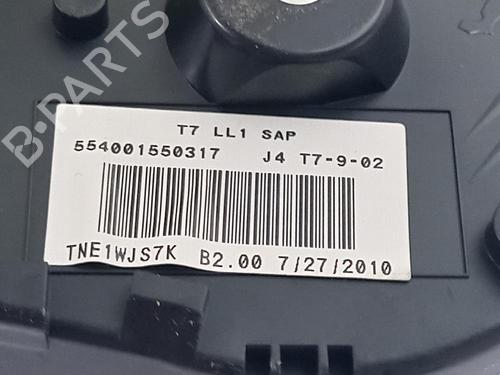 B-PARTS
T7 LL1 SAP
554001550317 J4 T7-9-02
TNE1WJS7K B2.00 7/27/2010